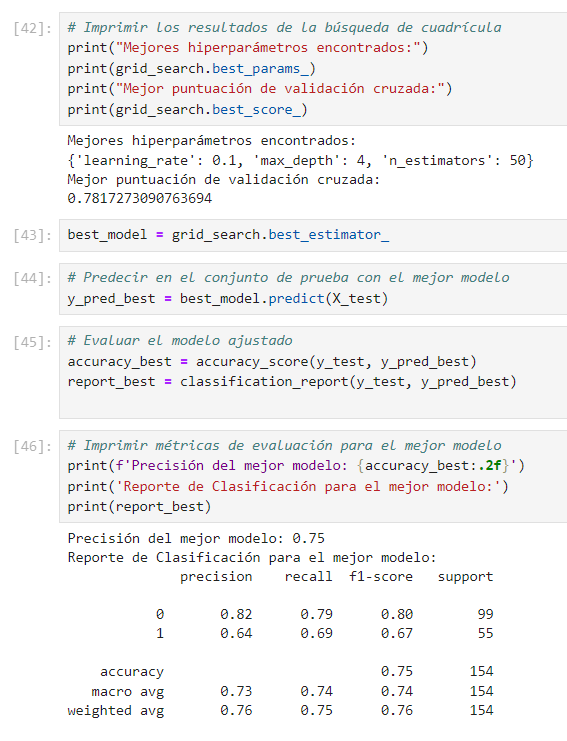 [42]: # Imprimir los resultados de la búsqueda de cuadrícula
print("Mejores hiperparámetros encontrados:")
print(grid_search.best_params_)
print("Mejor puntuación de validación cruzada:")
print(grid_search.best_score_)
Mejores hiperparámetros encontrados:
{'learning_rate': 0.1, 'max_depth': 4, 'n_estimators': 50}
Mejor puntuación de validación cruzada:
0.7817273090763694
[43]: best_model = grid_search.best_estimator_
[44]: # Predecir en el conjunto de prueba con el mejor modelo
y_pred_best = best_model.predict(X_test)
[45]: # Evaluar el modelo ajustado
accuracy_best = accuracy_score(y_test, y_pred_best)
report_best = classification_report(y_test, y_pred_best)
[46]: # Imprimir métricas de evaluación para el mejor modelo
print(f'Precisión del mejor modelo: {accuracy_best:.2f}')
print('Reporte de Clasificación para el mejor modelo:')
print(report_best)
Precisión del mejor modelo: 0.75
Reporte de Clasificación para el mejor modelo:
precision recall f1-score support
0 0.82 0.79 0.80 99
1 0.64 0.69 0.67 55
accuracy 0.75 154
macro avg 0.73 0.74 0.74 154
weighted avg 0.76 0.75 0.76 154